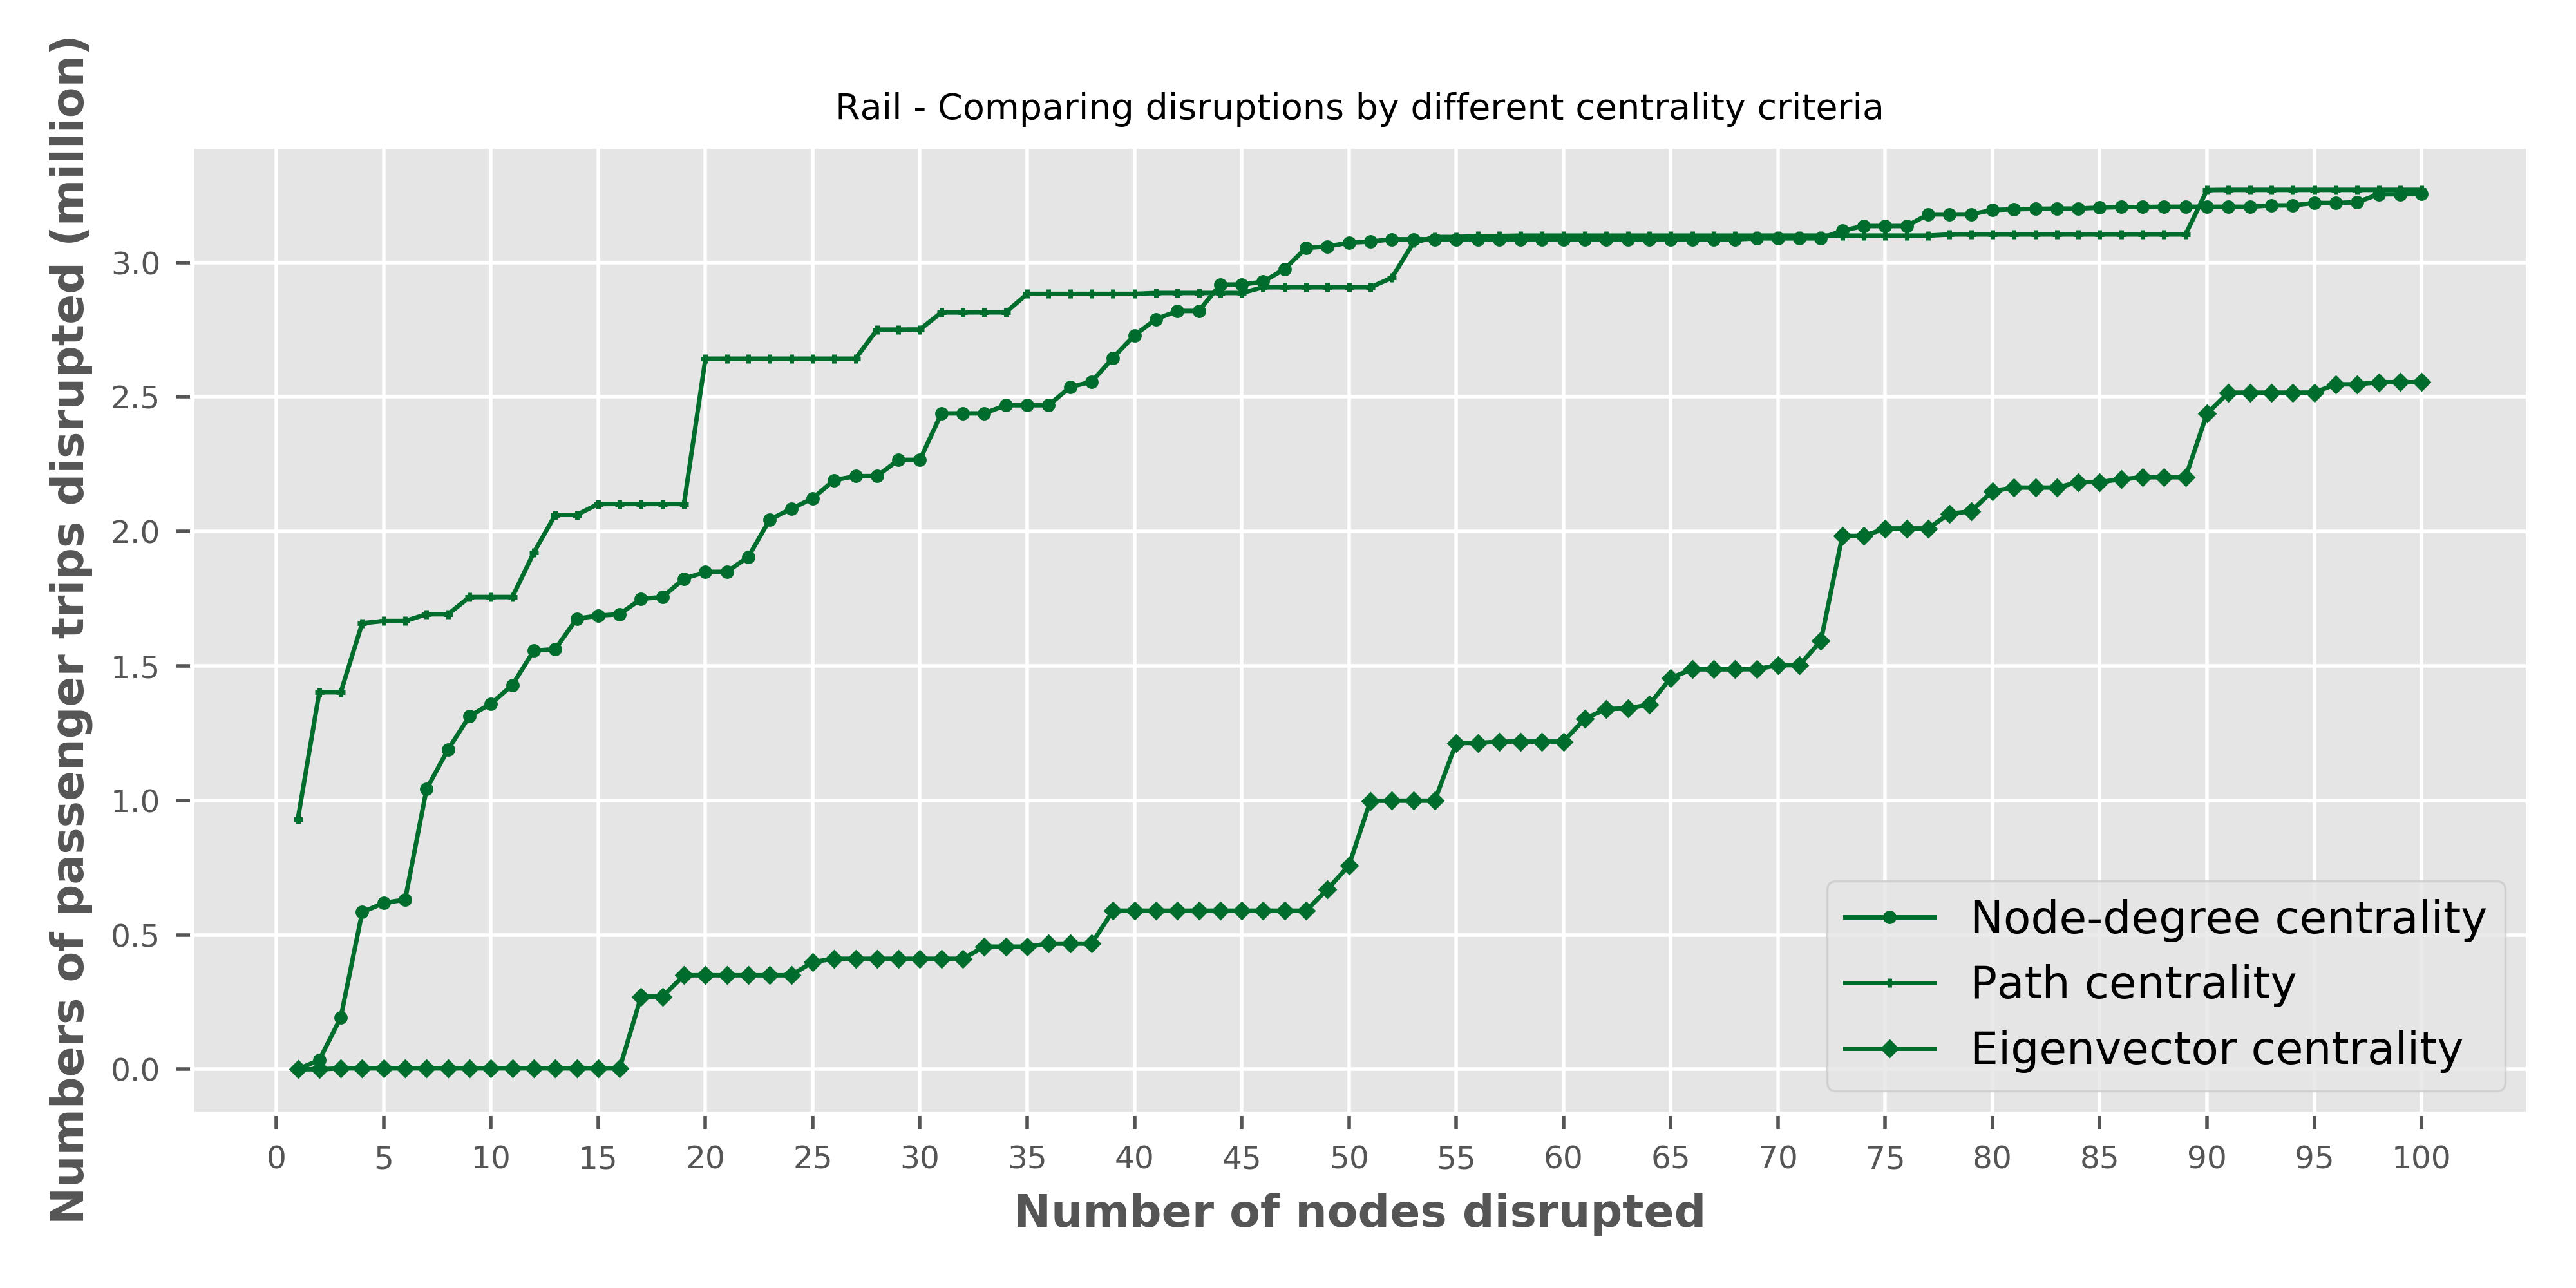 Rail - Comparing disruptions by different centrality criteria
Numbers of passenger trips disrupted (million)
3.0
2.5
2.0
1.5
1.0
0.5
0.0
Node-degree centrality
Path centrality
Eigenvector centrality
0 5 10 15 20 25 30 35 40 45 50 55 60 65 70 75 80 85 90 95 100
Number of nodes disrupted